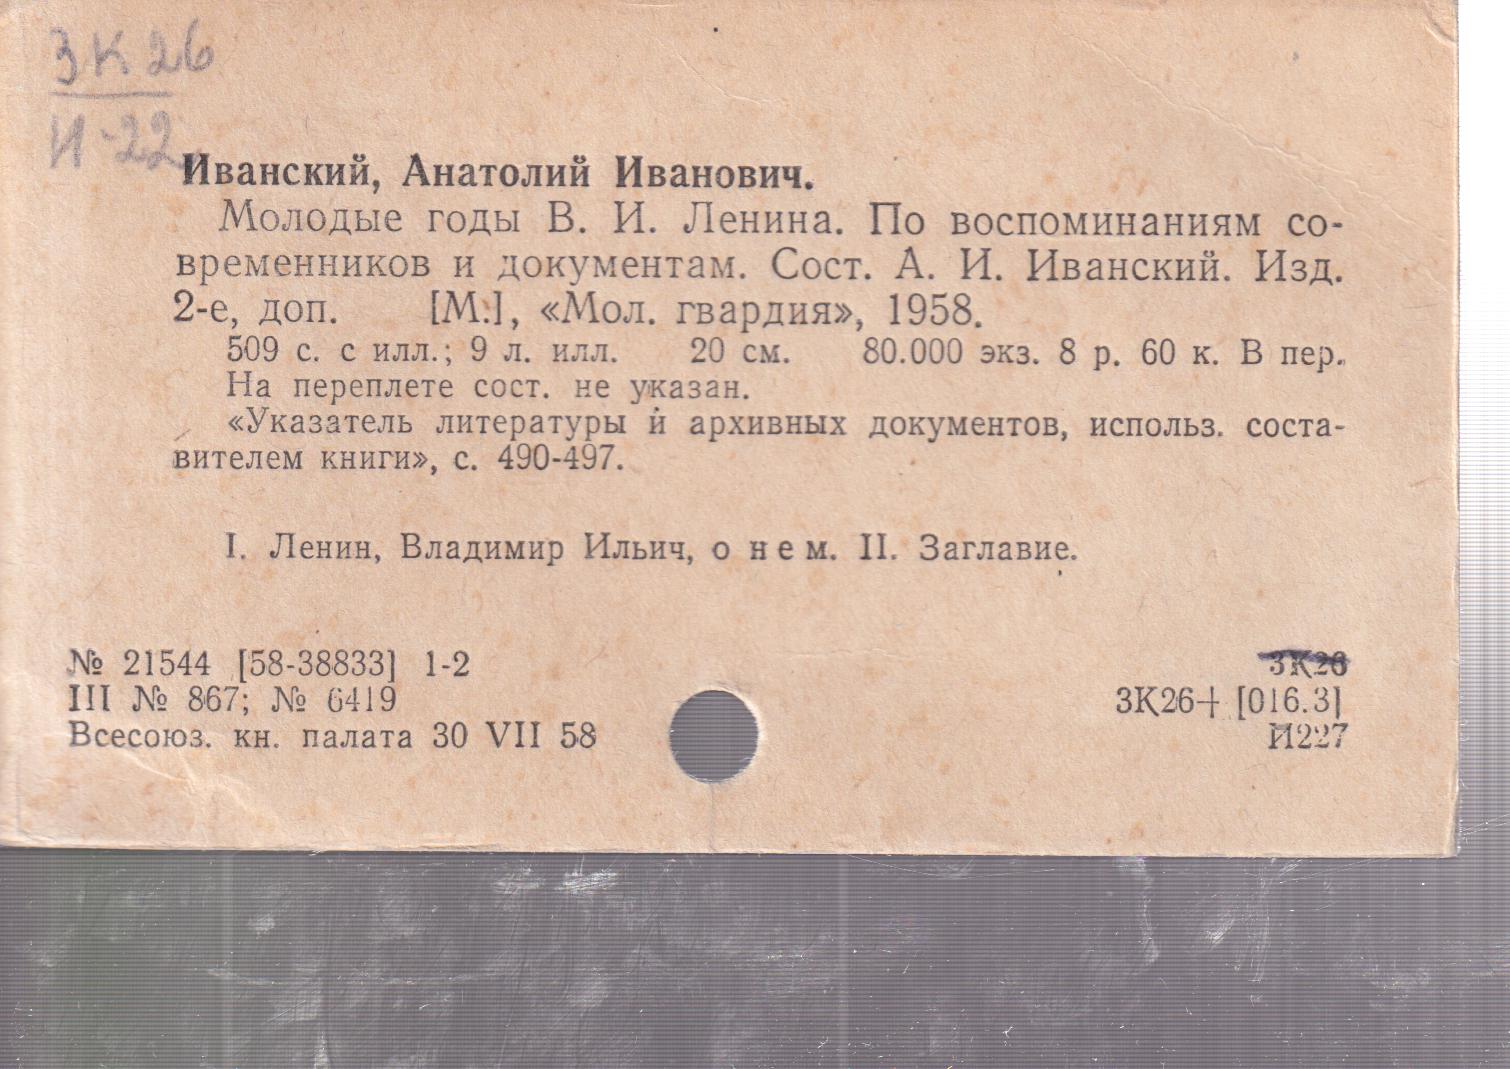 3К26
И-22
Иванский, Анатолий Иванович.
Молодые годы В. И. Ленина. По воспоминаниям со-
временников и документам. Сост. А. И. Иванский. Изд.
2-е, доп. [М.], «Мол. гвардия», 1958.
509 с. с илл.; 9 л. илл. 20 см. 80.000 экз. 8 р. 60 к. В пер.
На переплете сост. не указан.
«Указатель литературы и архивных документов, использ. соста-
вителем книги», с. 490-497.
I. Ленин, Владимир Ильич, о нем. II. Заглавие.
№ 21544 [58-38833] 1-2
3К26
III № 867; № 6419
3К26+ [016.3]
Всесоюз. кн. палата 30 VII 58
И227